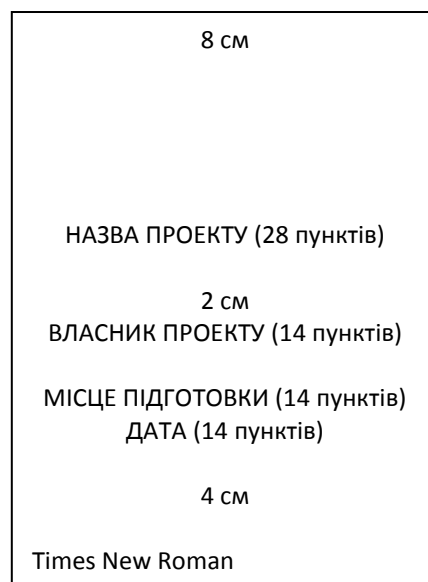 8 см
НАЗВА ПРОЕКТУ (28 пунктів)
2 см
ВЛАСНИК ПРОЕКТУ (14 пунктів)
МІСЦЕ ПІДГОТОВКИ (14 пунктів)
ДАТА (14 пунктів)
4 см
Times New Roman